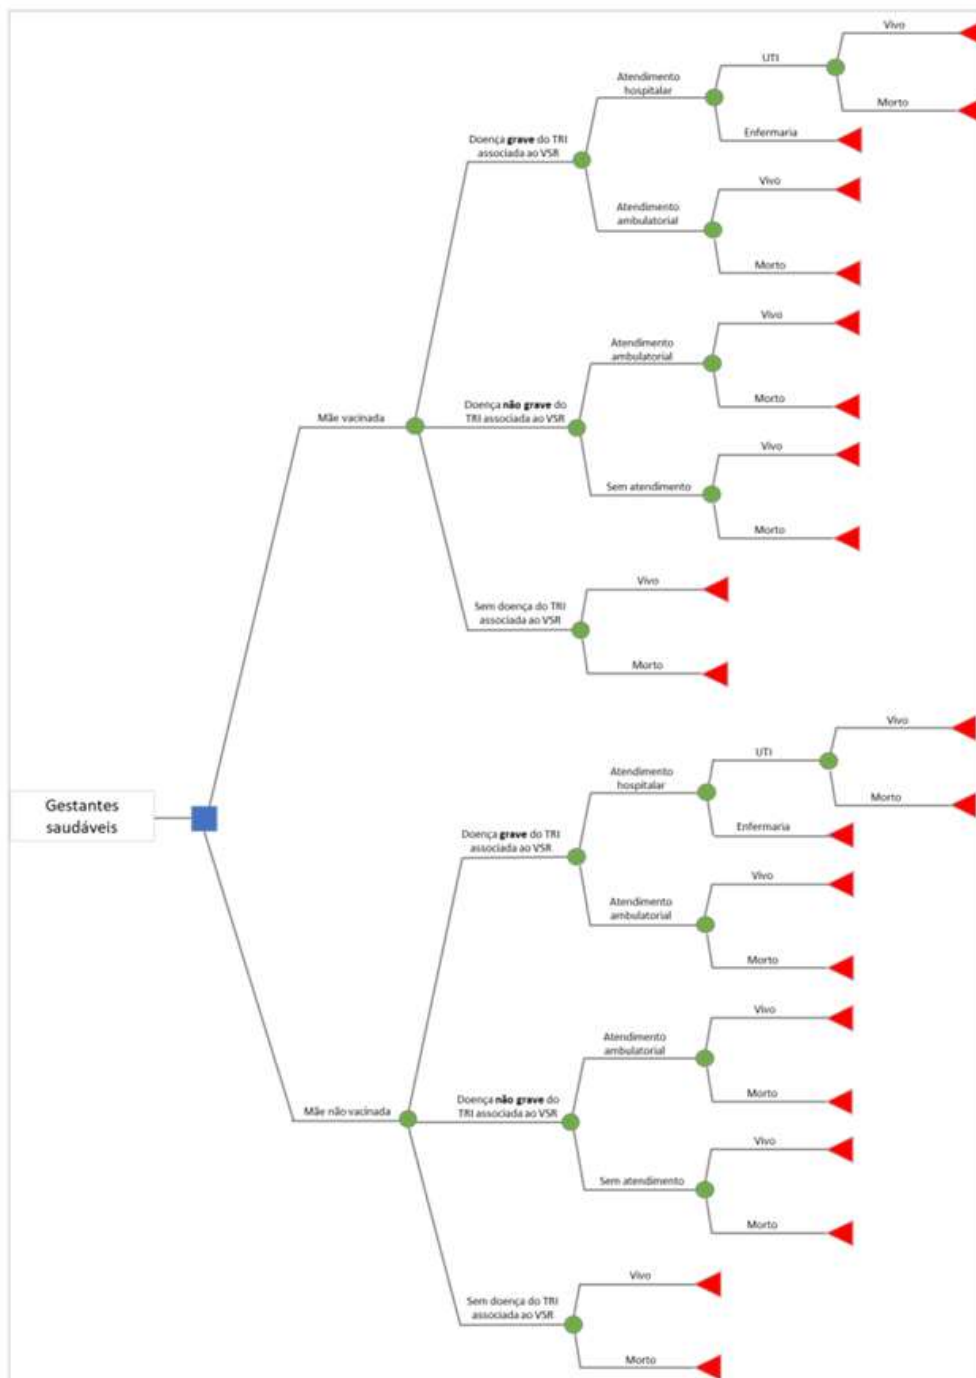 Vivo
UTI
Atendimento
hospitalar
Morto
Enfermaria
Doença grave do TRI
associada ao VSR
Vivo
Atendimento
ambulatorial
Morto
Vivo
Atendimento
ambulatorial
Morto
Mãe vacinada
Doença não grave do
TRI associada ao VSR
Vivo
Sem atendimento
Morto
Vivo
Sem doença do TRI
associada ao VSR
Morto
Gestantes
saudáveis
Vivo
UTI
Atendimento
hospitalar
Morto
Enfermaria
Doença grave do TRI
associada ao VSR
Vivo
Atendimento
ambulatorial
Morto
Vivo
Atendimento
ambulatorial
Morto
Mãe não vacinada
Doença não grave do
TRI associada ao VSR
Vivo
Sem atendimento
Morto
Vivo
Sem doença do TRI
associada ao VSR
Morto